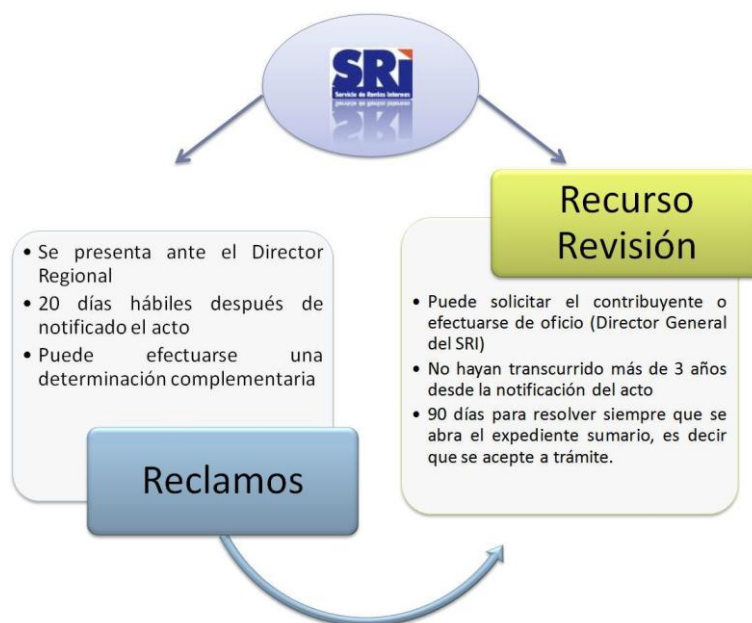 SRi
Servicio de Rentas Internas
• Se presenta ante el Director
Regional
• 20 días hábiles después de
notificado el acto
• Puede efectuarse una
determinación complementaria
Reclamos
Recurso
Revisión
• Puede solicitar el contribuyente o
efectuarse de oficio (Director General
del SRI)
• No hayan transcurrido más de 3 años
desde la notificación del acto
• 90 días para resolver siempre que se
abra el expediente sumario, es decir
que se acepte a trámite.